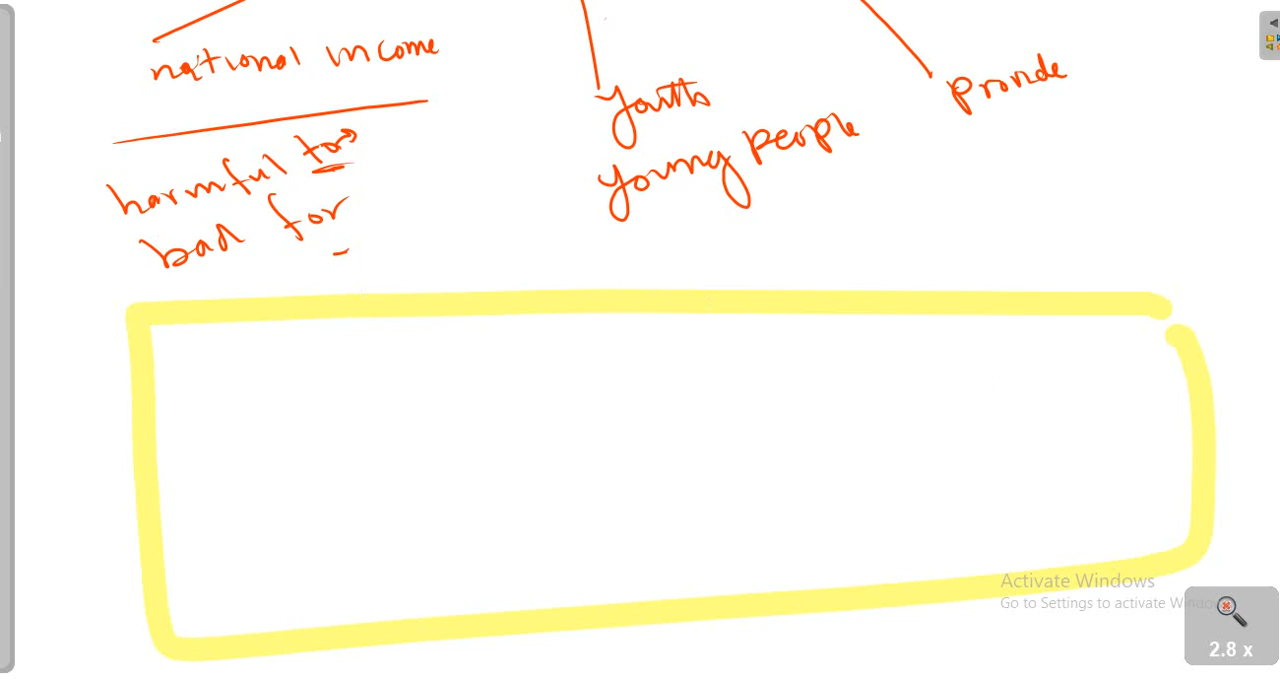 national income
harmful for
bad for
Youth
Young people
provide
Activate Windows
Go to Settings to activate Windows
2.8 x